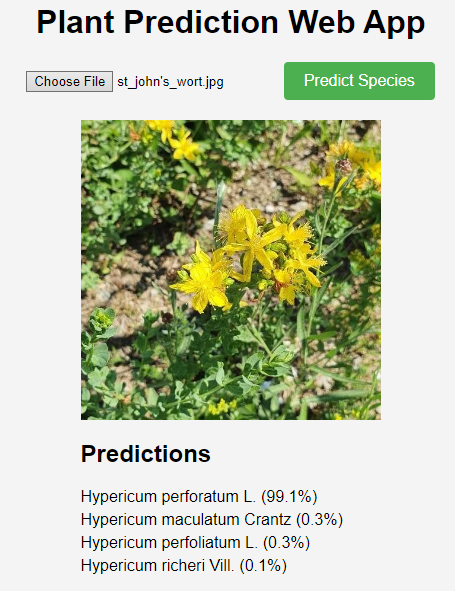 Plant Prediction Web App
Choose File st_john's_wort.jpg
Predict Species
Predictions
Hypericum perforatum L. (99.1%)
Hypericum maculatum Crantz (0.3%)
Hypericum perfoliatum L. (0.3%)
Hypericum richeri Vill. (0.1%)